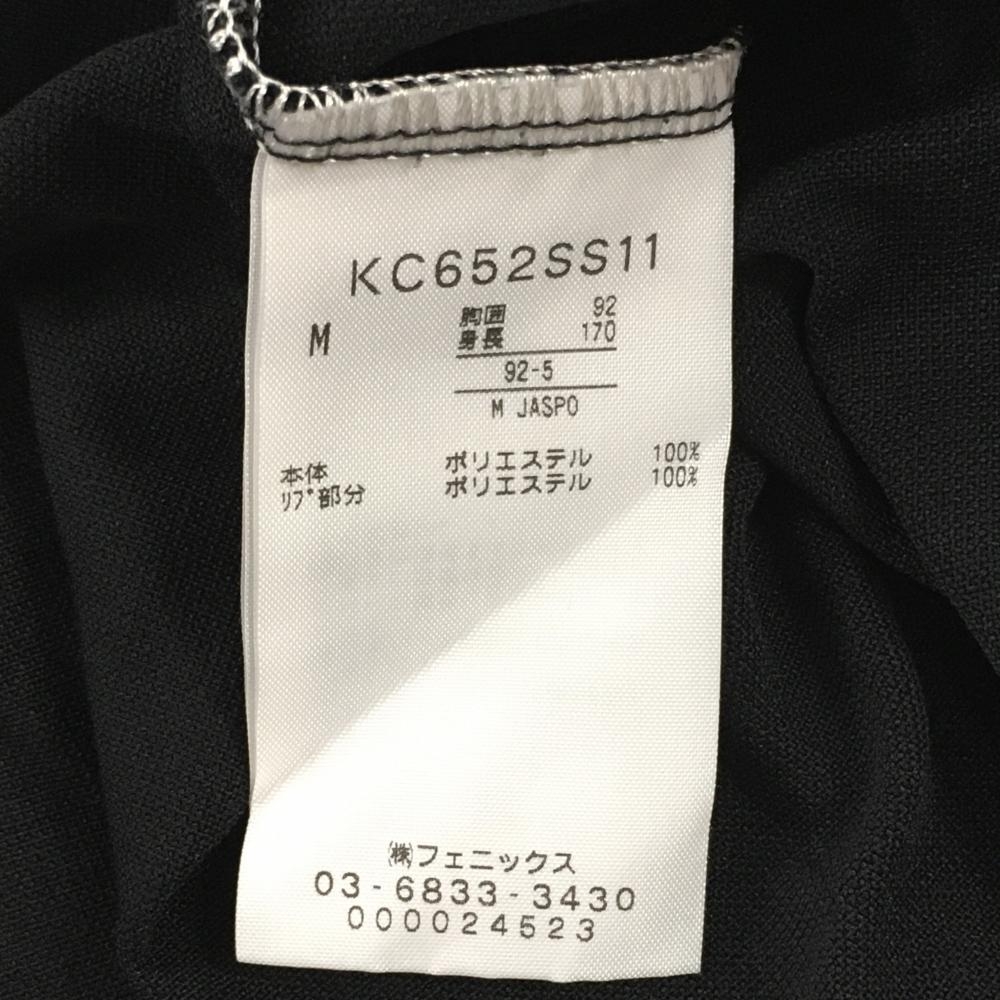 KC652SS11
M
胸囲 92
身長 170
92-5
M JASPO
本体 ポリエステル 100%
ﾘﾌﾞ部分 ポリエステル 100%
㈱フェニックス
03-6833-3430
000024523